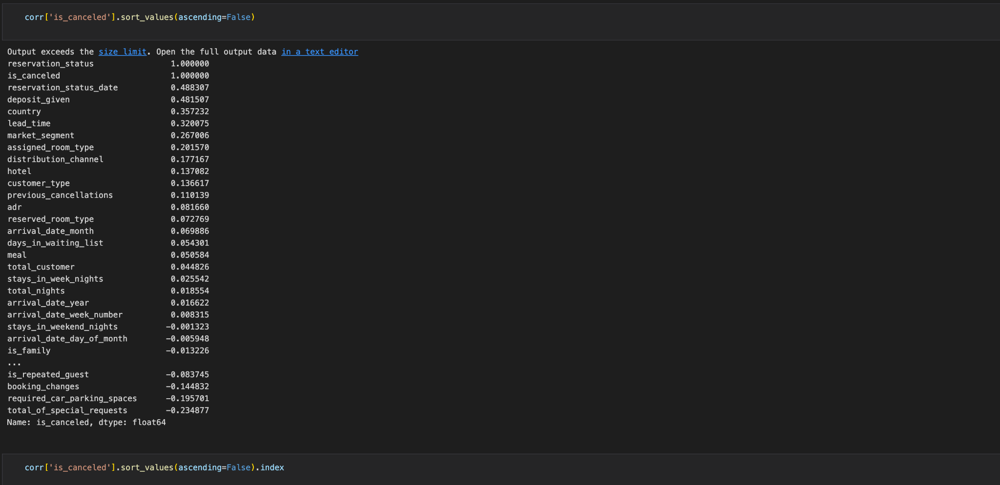 corr['is_canceled'].sort_values(ascending=False)
Output exceeds the size limit. Open the full output data in a text editor
reservation_status 1.000000
is_canceled 1.000000
reservation_status_date 0.488307
deposit_given 0.481507
country 0.357232
lead_time 0.320075
market_segment 0.267006
assigned_room_type 0.201570
distribution_channel 0.177167
hotel 0.137082
customer_type 0.136617
previous_cancellations 0.110139
adr 0.081660
reserved_room_type 0.072769
arrival_date_month 0.069886
days_in_waiting_list 0.054301
meal 0.050584
total_customer 0.044826
stays_in_week_nights 0.025542
total_nights 0.018554
arrival_date_year 0.016622
arrival_date_week_number 0.008315
stays_in_weekend_nights -0.001323
arrival_date_day_of_month -0.005948
is_family -0.013226
...
is_repeated_guest -0.083745
booking_changes -0.144832
required_car_parking_spaces -0.195701
total_of_special_requests -0.234877
Name: is_canceled, dtype: float64
corr['is_canceled'].sort_values(ascending=False).index